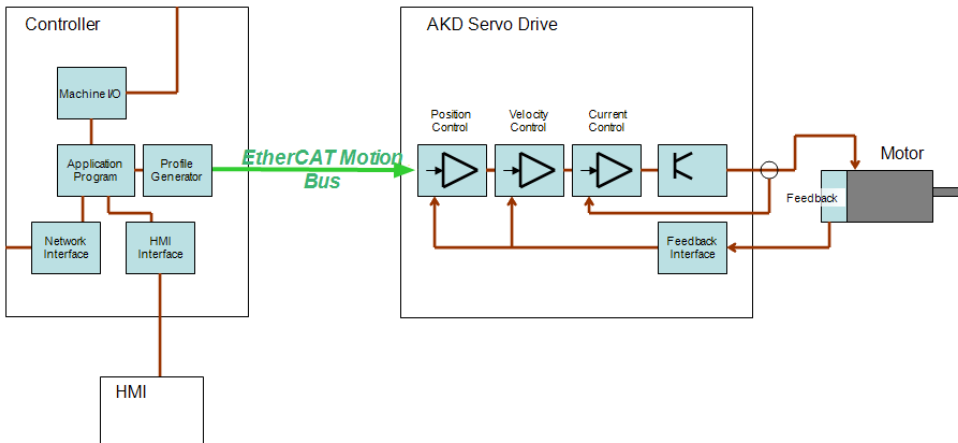 Controller
AKD Servo Drive
Machine I/O
Position
Control
Velocity
Control
Current
Control
Application
Program
Profile
Generator
EtherCAT Motion
Bus
Motor
Feedback
Network
Interface
HMI
Interface
Feedback
Interface
HMI